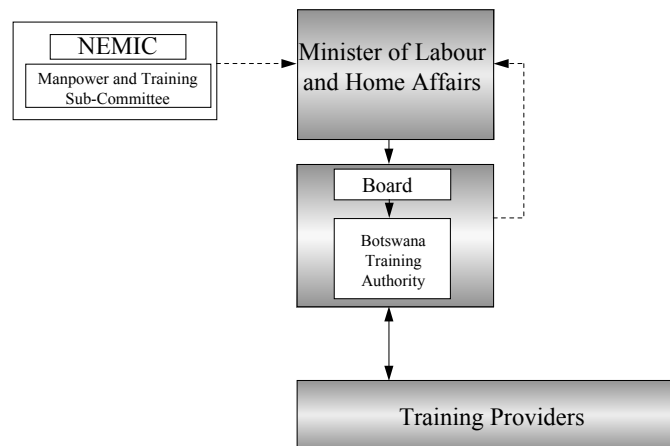 NEMIC
Manpower and Training
Sub-Committee
Minister of Labour
and Home Affairs
Board
Botswana
Training
Authority
Training Providers